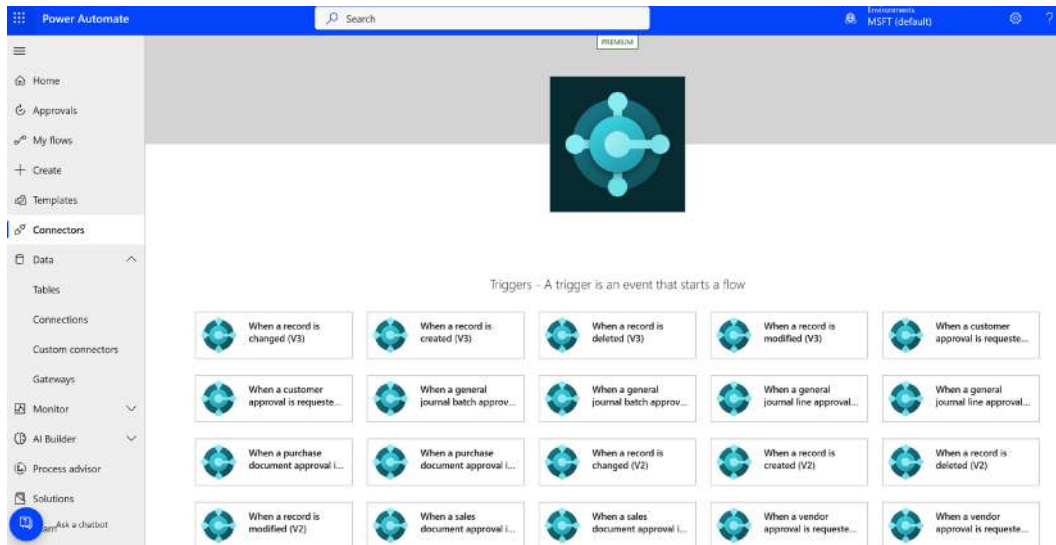 Power Automate
Search
Environments
MSFT (default)
?
PREMIUM
Home
Approvals
My flows
Create
Templates
Connectors
Data
Tables
Connections
Custom connectors
Gateways
Monitor
AI Builder
Process advisor
Solutions
Ask a chatbot
Triggers - A trigger is an event that starts a flow
When a record is
changed (V3)
When a record is
created (V3)
When a record is
deleted (V3)
When a record is
modified (V3)
When a customer
approval is requeste...
When a customer
approval is requeste...
When a general
journal batch approv...
When a general
journal batch approv...
When a general
journal line approval...
When a general
journal line approval...
When a purchase
document approval i...
When a purchase
document approval i...
When a record is
changed (V2)
When a record is
created (V2)
When a record is
deleted (V2)
When a record is
modified (V2)
When a sales
document approval i...
When a sales
document approval i...
When a vendor
approval is requeste...
When a vendor
approval is requeste...